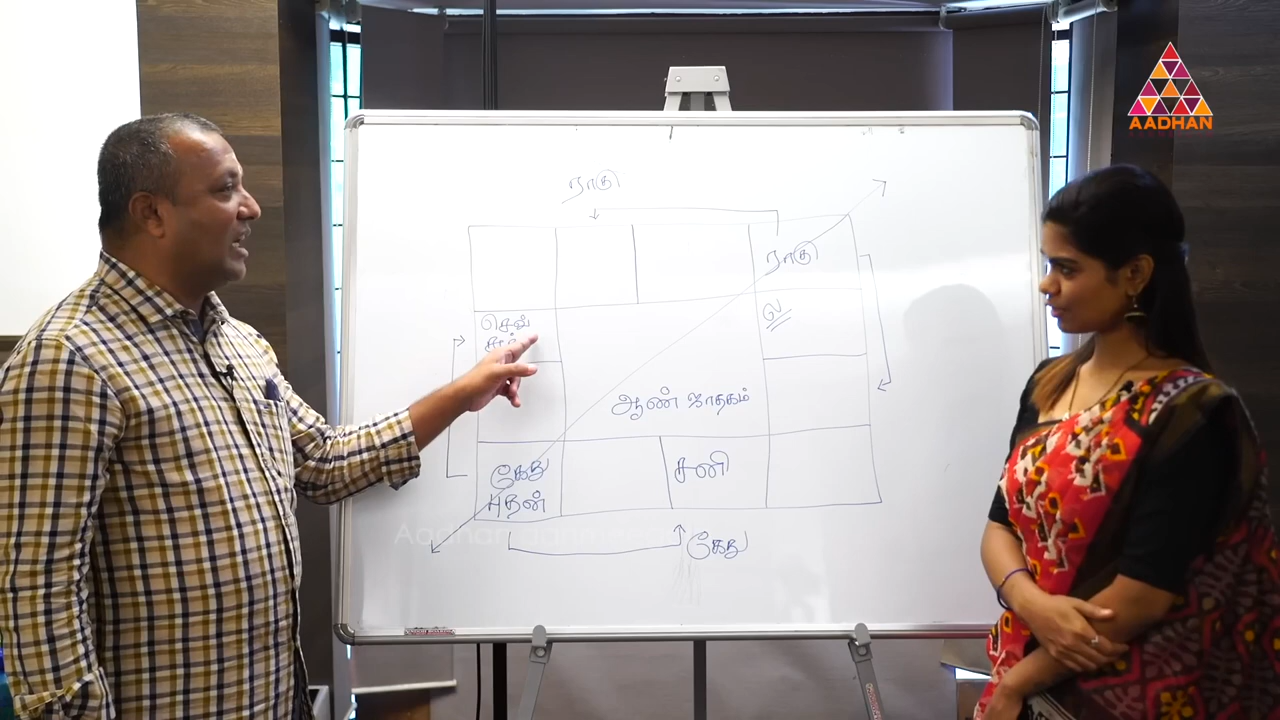 AADHAN
ராகு
ராகு
செவ்
ல
ஆண் ஜாதகம்
கேது
புதன்
சனி
கேது